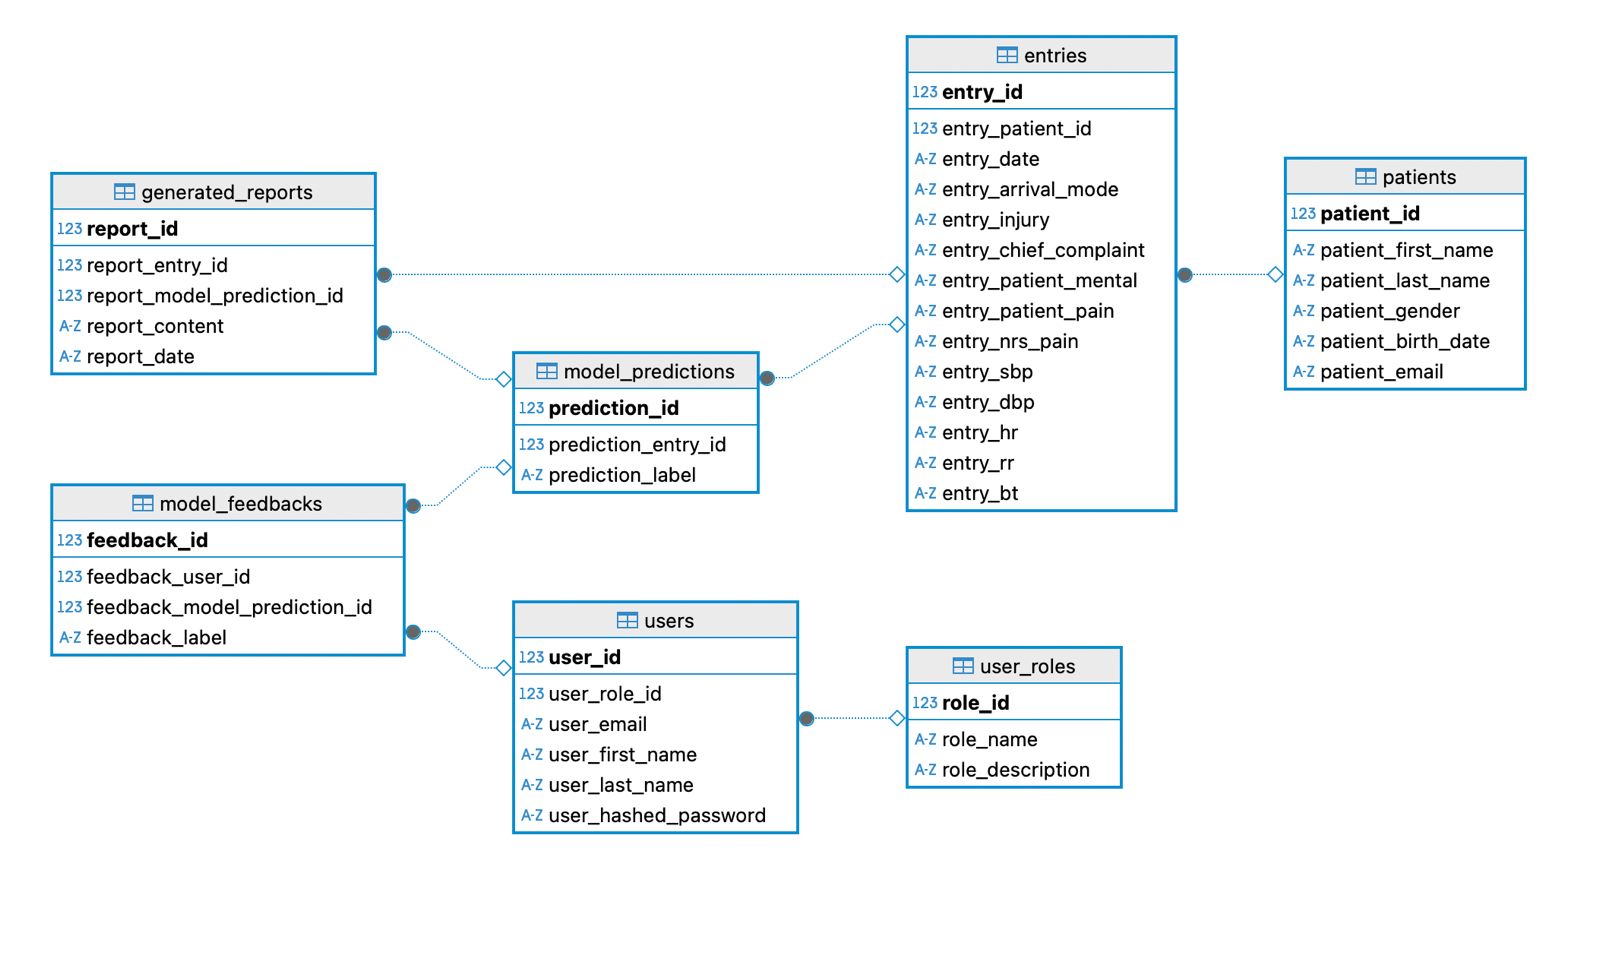 generated_reports
123 report_id
123 report_entry_id
123 report_model_prediction_id
A-Z report_content
A-Z report_date
model_feedbacks
123 feedback_id
123 feedback_user_id
123 feedback_model_prediction_id
A-Z feedback_label
model_predictions
123 prediction_id
123 prediction_entry_id
A-Z prediction_label
users
123 user_id
123 user_role_id
A-Z user_email
A-Z user_first_name
A-Z user_last_name
A-Z user_hashed_password
entries
123 entry_id
123 entry_patient_id
A-Z entry_date
A-Z entry_arrival_mode
A-Z entry_injury
A-Z entry_chief_complaint
A-Z entry_patient_mental
A-Z entry_patient_pain
A-Z entry_nrs_pain
A-Z entry_sbp
A-Z entry_dbp
A-Z entry_hr
A-Z entry_rr
A-Z entry_bt
user_roles
123 role_id
A-Z role_name
A-Z role_description
patients
123 patient_id
A-Z patient_first_name
A-Z patient_last_name
A-Z patient_gender
A-Z patient_birth_date
A-Z patient_email